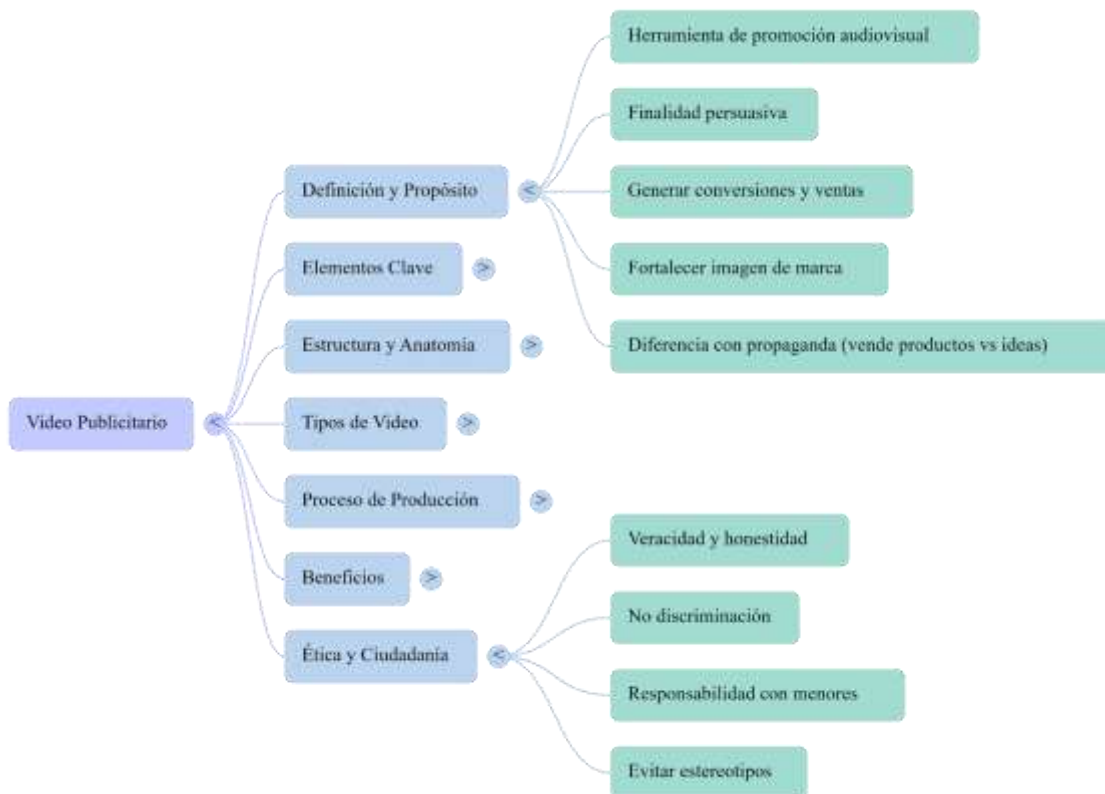 Video Publicitario
Definición y Propósito
Herramienta de promoción audiovisual
Finalidad persuasiva
Generar conversiones y ventas
Fortalecer imagen de marca
Diferencia con propaganda (vende productos vs ideas)
Elementos Clave
Estructura y Anatomía
Tipos de Video
Proceso de Producción
Beneficios
Ética y Ciudadanía
Veracidad y honestidad
No discriminación
Responsabilidad con menores
Evitar estereotipos